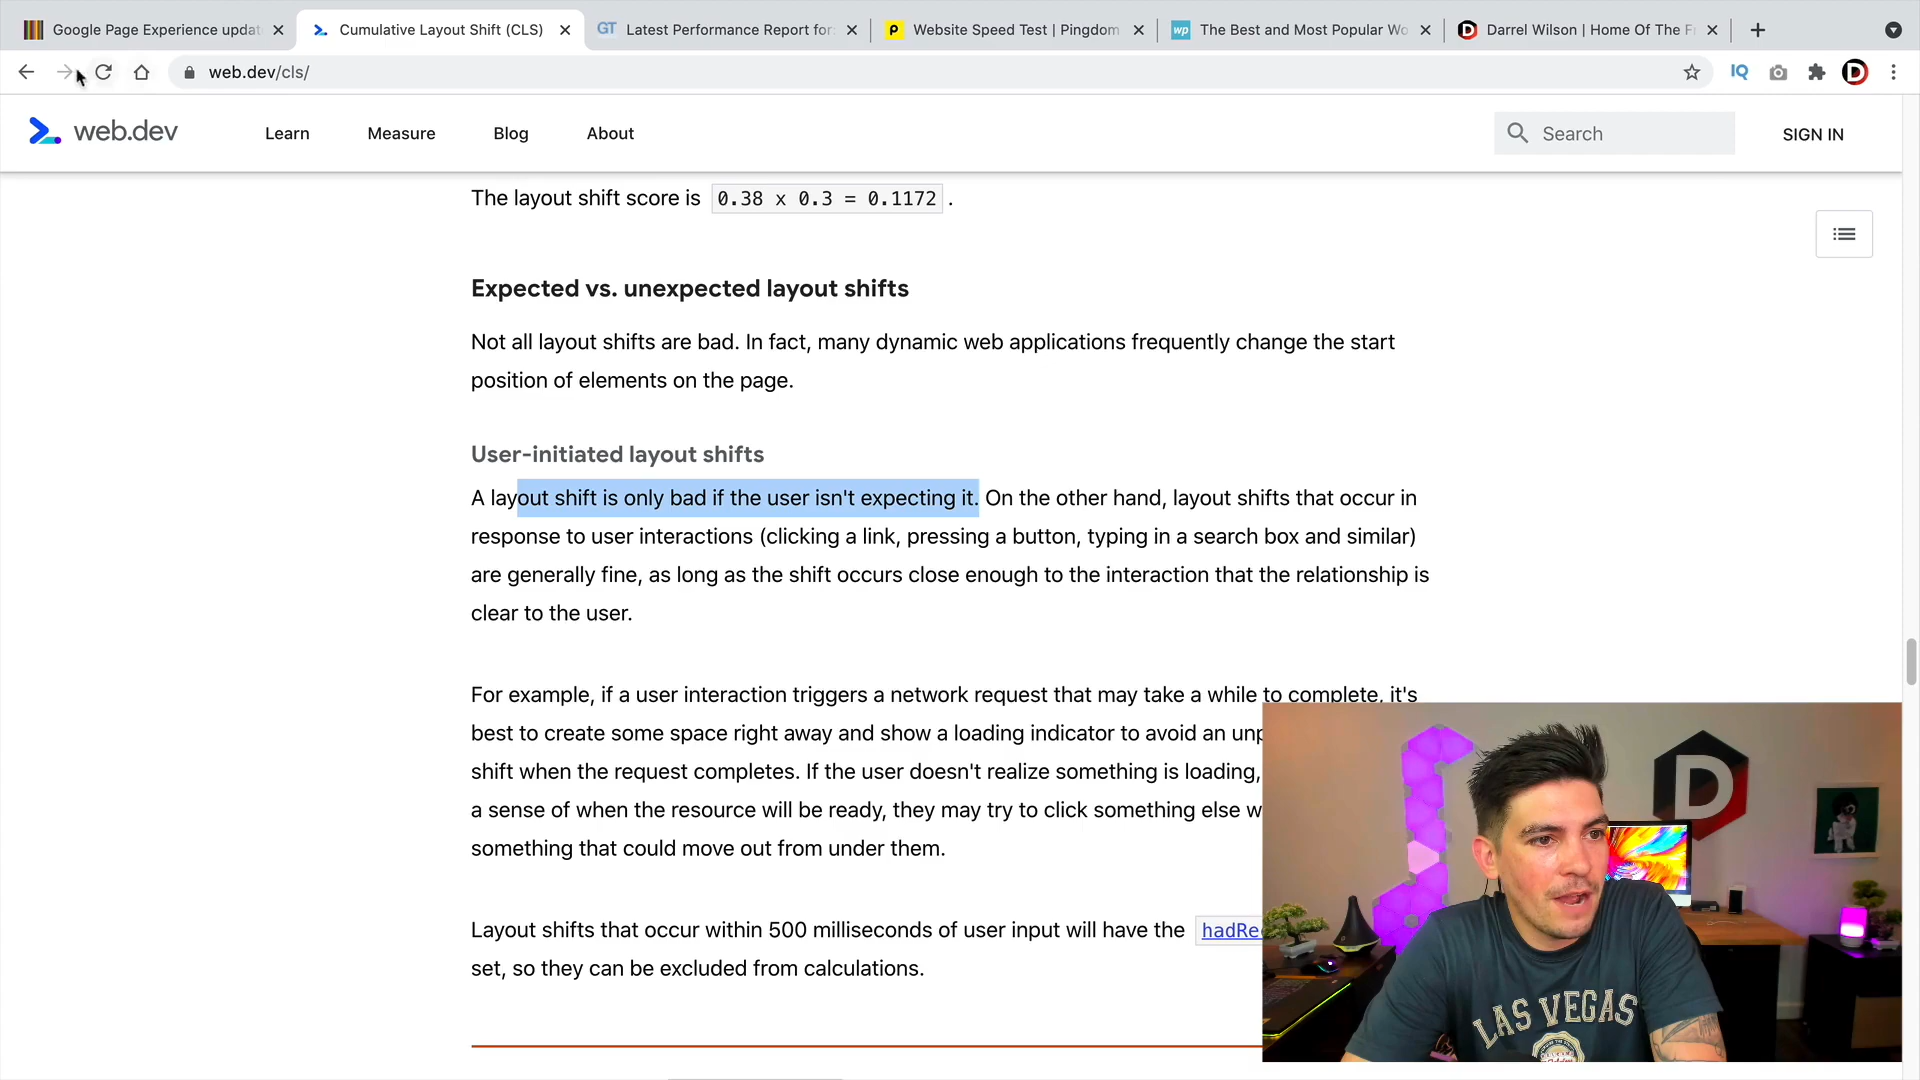 Google Page Experience updat
Cumulative Layout Shift (CLS)
GT
Latest Performance Report for
P
Website Speed Test | Pingdom
wp
The Best and Most Popular Wo
D
Darrel Wilson | Home Of The F
web.dev/cls/
IQ
D
web.dev
Learn
Measure
Blog
About
Search
SIGN IN
The layout shift score is 0.38 x 0.3 = 0.1172 .
Expected vs. unexpected layout shifts
Not all layout shifts are bad. In fact, many dynamic web applications frequently change the start
position of elements on the page.
User-initiated layout shifts
A layout shift is only bad if the user isn't expecting it. On the other hand, layout shifts that occur in
response to user interactions (clicking a link, pressing a button, typing in a search box and similar)
are generally fine, as long as the shift occurs close enough to the interaction that the relationship is
clear to the user.
For example, if a user interaction triggers a network request that may take a while to complete, it's
best to create some space right away and show a loading indicator to avoid an unp
shift when the request completes. If the user doesn't realize something is loading,
a sense of when the resource will be ready, they may try to click something else w
something that could move out from under them.
Layout shifts that occur within 500 milliseconds of user input will have the hadRe
set, so they can be excluded from calculations.
D
LAS VEGAS